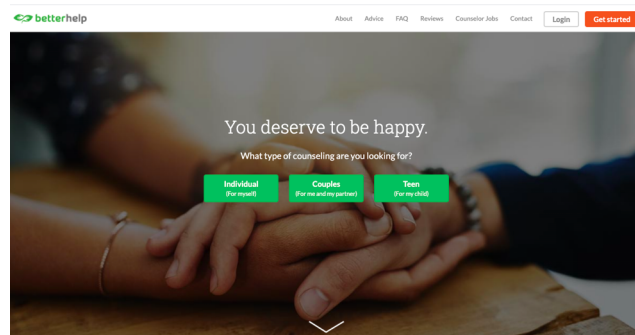 betterhelp
About Advice FAQ Reviews Counselor Jobs Contact Login Get started
You deserve to be happy.
What type of counseling are you looking for?
Individual Couples Teen
(For myself) (For me and my partner) (For my child)